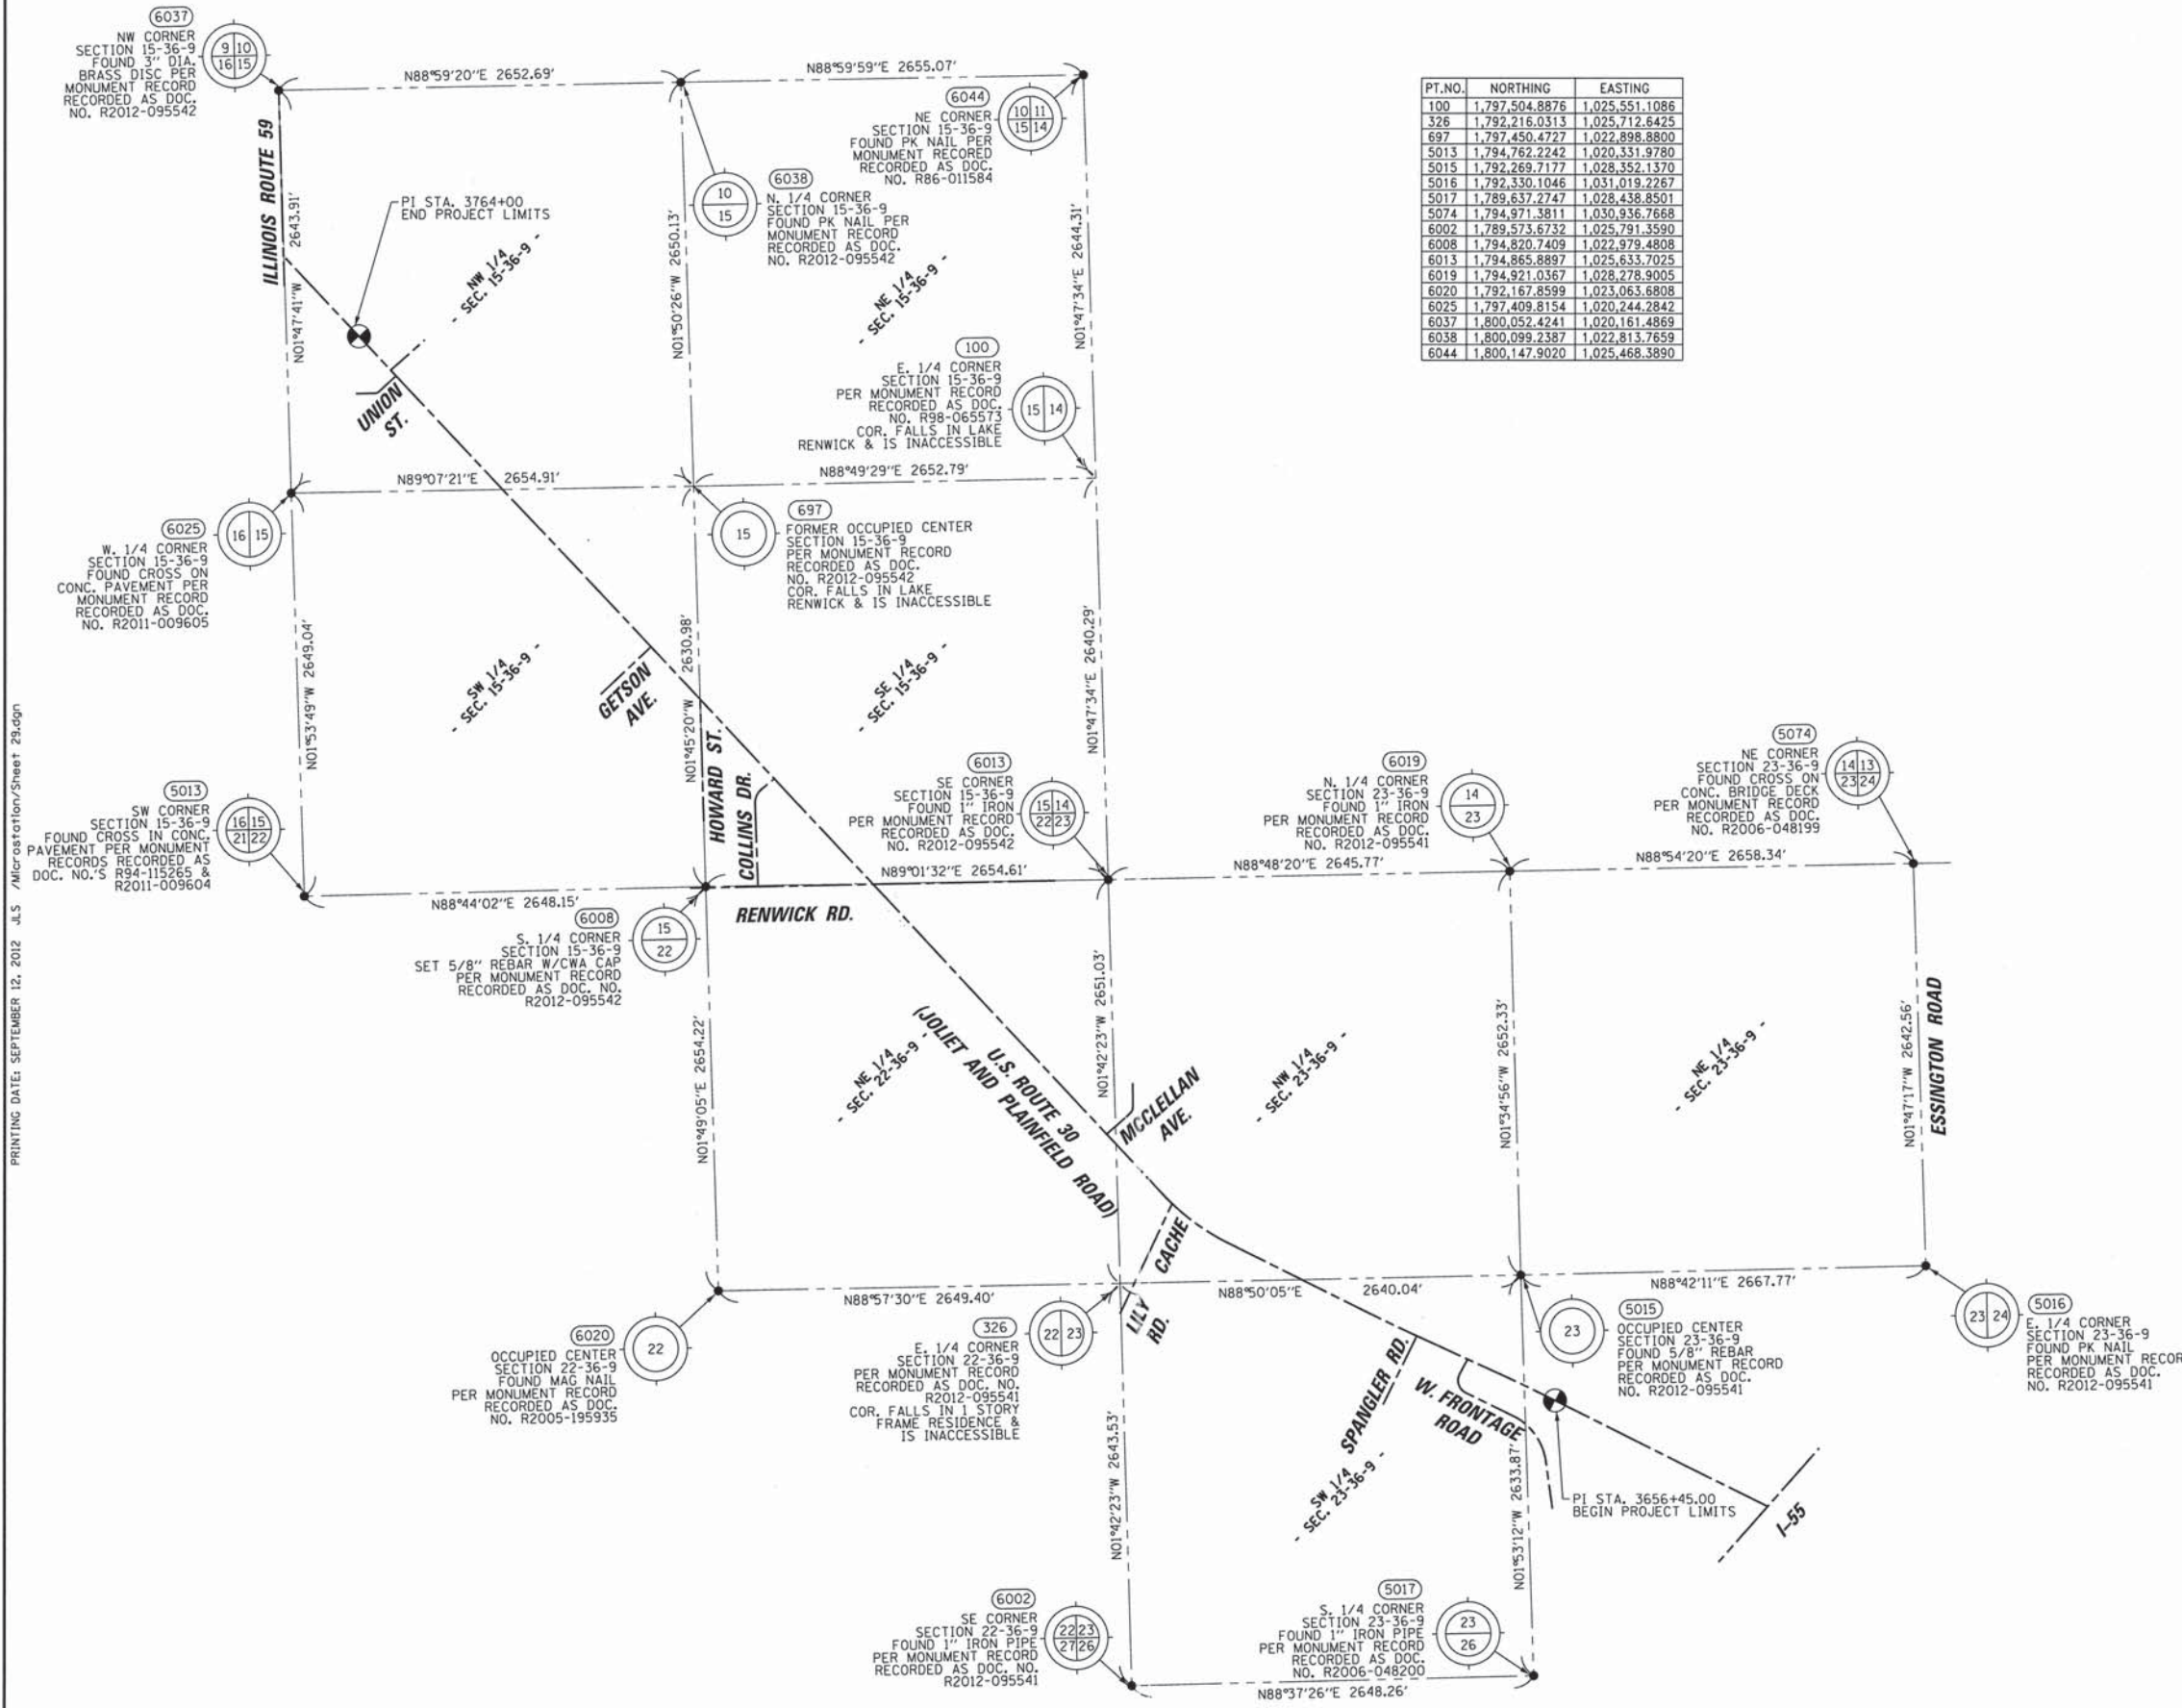 6037
NW CORNER
SECTION 15-36-9
FOUND 3" DIA.
BRASS DISC PER
MONUMENT RECORD
RECORDED AS DOC.
NO. R2012-095542
9 10
16 15
N88°59'20"E 2652.69'
N88°59'59"E 2655.07'
6044
NE CORNER
SECTION 15-36-9
FOUND PK NAIL PER
MONUMENT RECORED
RECORDED AS DOC.
NO. R86-011584
10 11
15 14
PT.NO. NORTHING EASTING
100 1,797,504.8876 1,025,551.1086
326 1,792,216.0313 1,025,712.6425
697 1,797,450.4727 1,022,898.8800
5013 1,794,762.2242 1,020,331.9780
5015 1,792,269.7177 1,028,352.1370
5016 1,792,330.1046 1,031,019.2267
5017 1,789,637.2747 1,028,438.8501
5074 1,794,971.3811 1,030,936.7668
6002 1,789,573.6732 1,025,791.3590
6008 1,794,820.7409 1,022,979.4808
6013 1,794,865.8897 1,025,633.7025
6019 1,794,921.0367 1,028,278.9005
6020 1,792,167.8599 1,023,063.6808
6025 1,797,409.8154 1,020,244.2842
6037 1,800,052.4241 1,020,161.4869
6038 1,800,099.2387 1,022,813.7659
6044 1,800,147.9020 1,025,468.3890
ILLINOIS ROUTE 59
N01°47'41"W 2643.91'
PI STA. 3764+00
END PROJECT LIMITS
NW 1/4
- SEC. 15-36-9 -
10
15
6038
N. 1/4 CORNER
SECTION 15-36-9
FOUND PK NAIL PER
MONUMENT RECORD
RECORDED AS DOC.
NO. R2012-095542
N01°50'26"W 2650.13'
NE 1/4
- SEC. 15-36-9 -
N01°47'34"E 2644.31'
100
E. 1/4 CORNER
SECTION 15-36-9
PER MONUMENT RECORD
RECORDED AS DOC.
NO. R98-065573
COR. FALLS IN LAKE
RENWICK & IS INACCESSIBLE
15 14
UNION
ST.
N89°07'21"E 2654.91'
N88°49'29"E 2652.79'
6025
W. 1/4 CORNER
SECTION 15-36-9
FOUND CROSS ON
CONC. PAVEMENT PER
MONUMENT RECORD
RECORDED AS DOC.
NO. R2011-009605
16 15
697
FORMER OCCUPIED CENTER
SECTION 15-36-9
PER MONUMENT RECORD
RECORDED AS DOC.
NO. R2012-095542
COR. FALLS IN LAKE
RENWICK & IS INACCESSIBLE
15
N01°53'49"W 2649.04'
SW 1/4
- SEC. 15-36-9 -
GETSON
AVE.
N01°45'20"W 2630.98'
SE 1/4
- SEC. 15-36-9 -
N01°47'34"E 2640.29'
5013
SW CORNER
SECTION 15-36-9
FOUND CROSS IN CONC.
PAVEMENT PER MONUMENT
RECORDS RECORDED AS
DOC. NO.'S R94-115265 &
R2011-009604
16 15
21 22
HOWARD ST.
COLLINS DR.
6013
SE CORNER
SECTION 15-36-9
FOUND 1" IRON
PER MONUMENT RECORD
RECORDED AS DOC.
NO. R2012-095542
15 14
22 23
6019
N. 1/4 CORNER
SECTION 23-36-9
FOUND 1" IRON
PER MONUMENT RECORD
RECORDED AS DOC.
NO. R2012-095541
14
23
5074
NE CORNER
SECTION 23-36-9
FOUND CROSS ON
CONC. BRIDGE DECK
PER MONUMENT RECORD
RECORDED AS DOC.
NO. R2006-048199
14 13
23 24
N88°44'02"E 2648.15'
N89°01'32"E 2654.61'
N88°48'20"E 2645.77'
N88°54'20"E 2658.34'
RENWICK RD.
6008
S. 1/4 CORNER
SECTION 15-36-9
SET 5/8" REBAR W/CWA CAP
PER MONUMENT RECORD
RECORDED AS DOC. NO.
R2012-095542
15
22
N01°49'05"E 2654.22'
NE 1/4
- SEC. 22-36-9 -
U.S. ROUTE 30
(JOLIET AND PLAINFIELD ROAD)
N01°42'23"W 2651.03'
MCCLELLAN
AVE.
NW 1/4
- SEC. 23-36-9 -
N01°34'56"W 2652.33'
NE 1/4
- SEC. 23-36-9 -
N01°47'17"W 2642.56'
ESSINGTON ROAD
N88°57'30"E 2649.40'
LILY CACHE
RD.
N88°50'05"E 2640.04'
N88°42'11"E 2667.77'
6020
OCCUPIED CENTER
SECTION 22-36-9
FOUND MAG NAIL
PER MONUMENT RECORD
RECORDED AS DOC.
NO. R2005-195935
22
326
E. 1/4 CORNER
SECTION 22-36-9
PER MONUMENT RECORD
RECORDED AS DOC. NO.
R2012-095541
COR. FALLS IN 1 STORY
FRAME RESIDENCE &
IS INACCESSIBLE
22 23
5015
OCCUPIED CENTER
SECTION 23-36-9
FOUND 5/8" REBAR
PER MONUMENT RECORD
RECORDED AS DOC.
NO. R2012-095541
23
5016
E. 1/4 CORNER
SECTION 23-36-9
FOUND PK NAIL
PER MONUMENT RECOR
RECORDED AS DOC.
NO. R2012-095541
23 24
N01°42'23"W 2643.53'
SPANGLER RD.
W. FRONTAGE
ROAD
SW 1/4
- SEC. 23-36-9 -
N01°53'12"W 2633.87'
PI STA. 3656+45.00
BEGIN PROJECT LIMITS
I-55
6002
SE CORNER
SECTION 22-36-9
FOUND 1" IRON PIPE
PER MONUMENT RECORD
RECORDED AS DOC. NO.
R2012-095541
22 23
27 26
5017
S. 1/4 CORNER
SECTION 23-36-9
FOUND 1" IRON PIPE
PER MONUMENT RECORD
RECORDED AS DOC.
NO. R2006-048200
23
26
N88°37'26"E 2648.26'
PRINTING DATE: SEPTEMBER 12, 2012 JLS /Microstation/Sheet 29.dgn